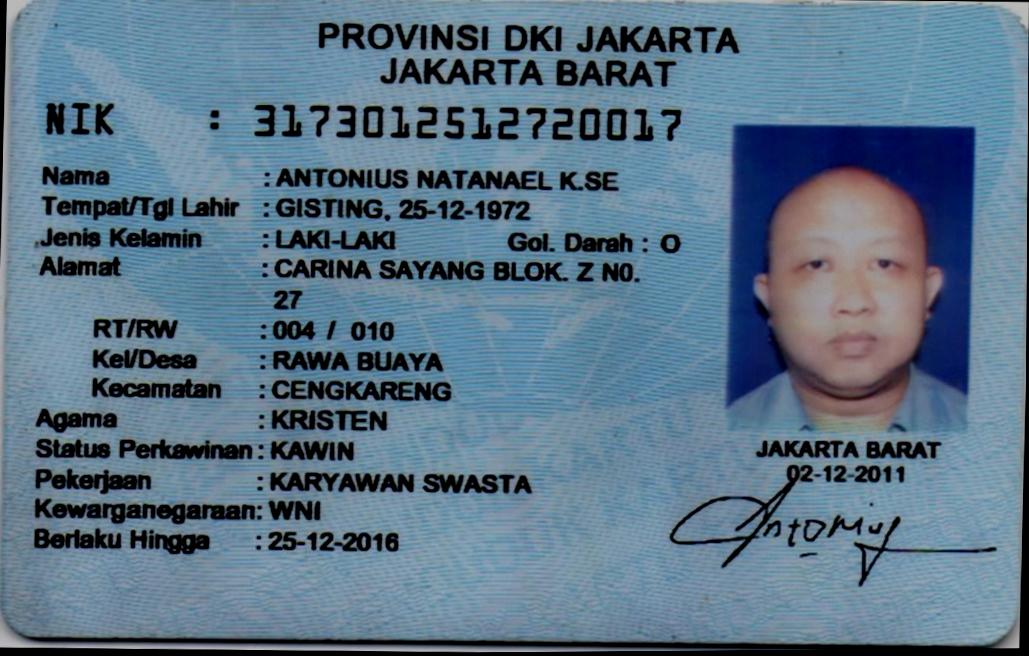 PROVINSI DKI JAKARTA
JAKARTA BARAT
NIK : 3173012512720017
Nama : ANTONIUS NATANAEL K.SE
Tempat/Tgl Lahir : GISTING, 25-12-1972
Jenis Kelamin : LAKI-LAKI Gol. Darah : O
Alamat : CARINA SAYANG BLOK. Z N0.
27
RT/RW : 004 / 010
Kel/Desa : RAWA BUAYA
Kecamatan : CENGKARENG
Agama : KRISTEN
Status Perkawinan : KAWIN
Pekerjaan : KARYAWAN SWASTA
Kewarganegaraan : WNI
Berlaku Hingga : 25-12-2016
JAKARTA BARAT
02-12-2011
Antonius